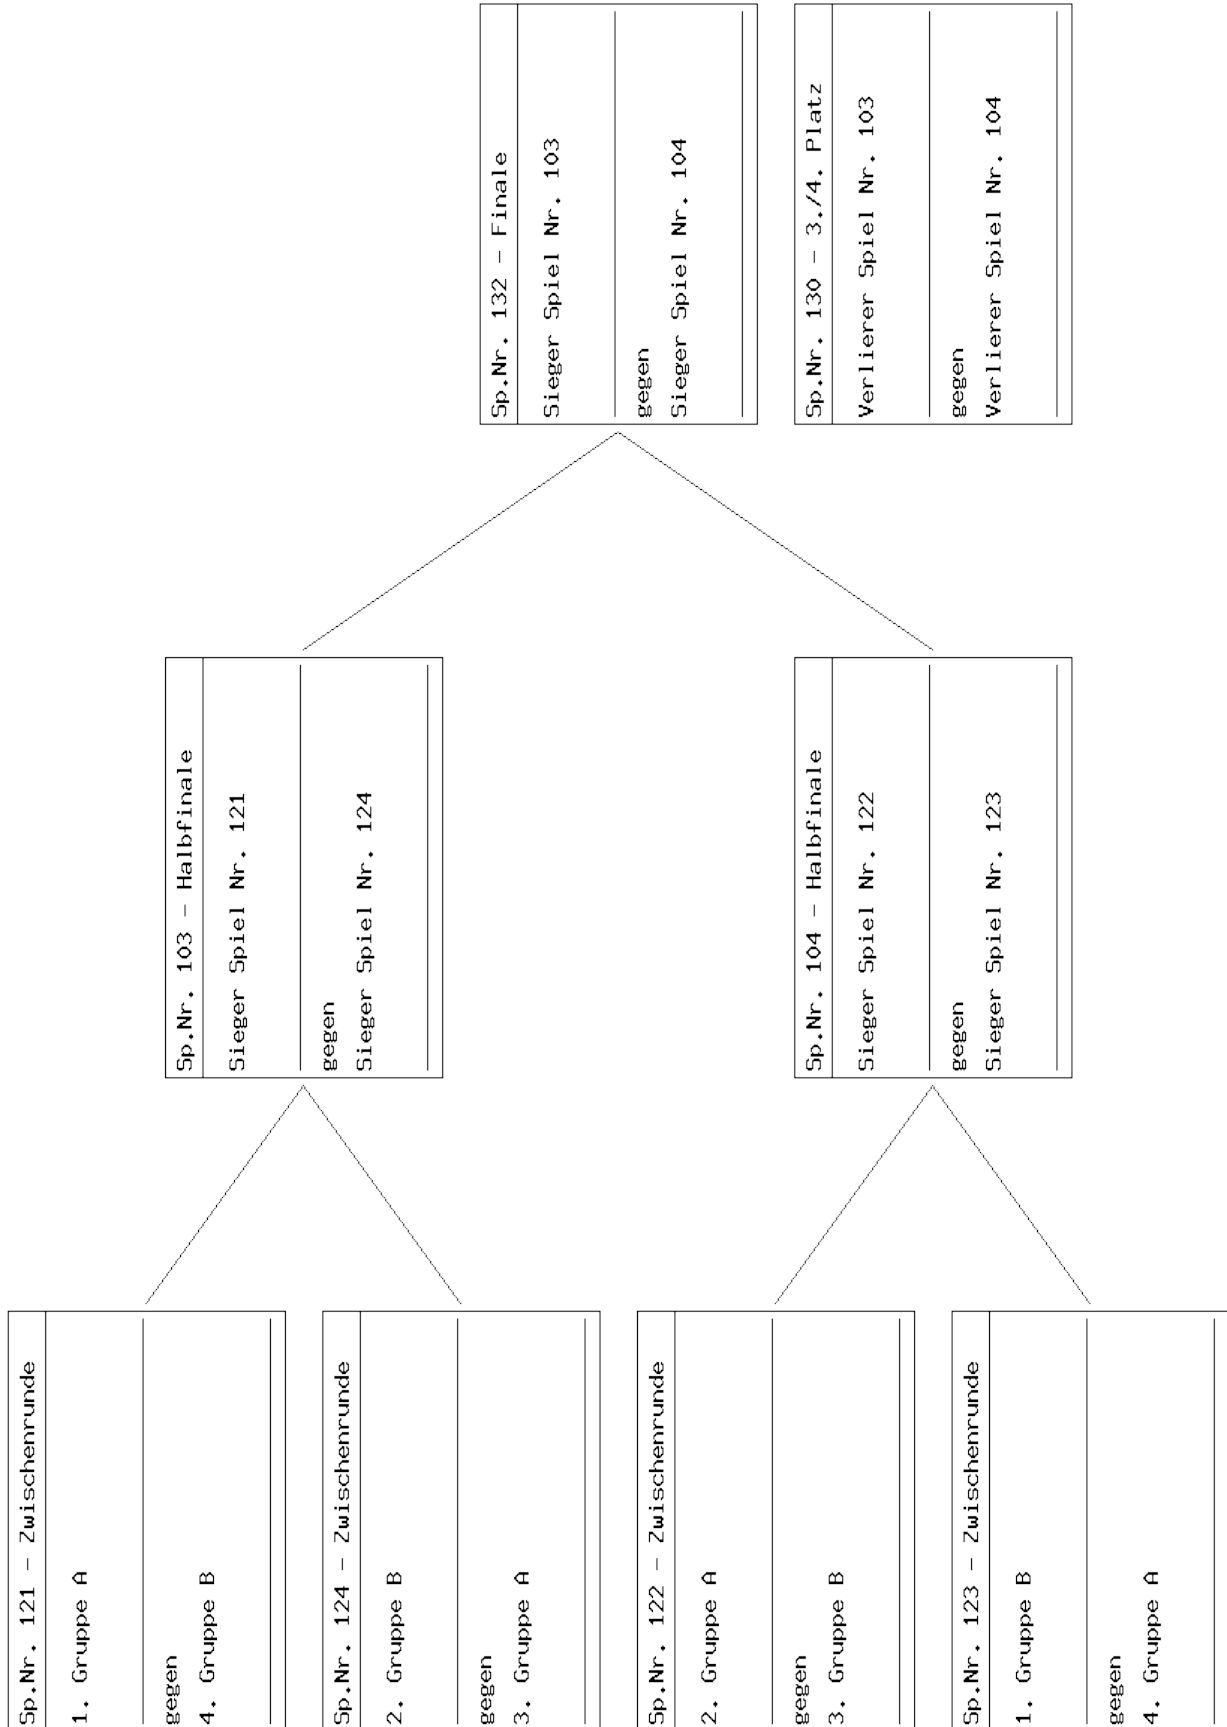 Sp.Nr. 121 - Zwischenrunde
1. Gruppe A
gegen
4. Gruppe B
Sp.Nr. 124 - Zwischenrunde
2. Gruppe B
gegen
3. Gruppe A
Sp.Nr. 122 - Zwischenrunde
2. Gruppe A
gegen
3. Gruppe B
Sp.Nr. 123 - Zwischenrunde
1. Gruppe B
gegen
4. Gruppe A
Sp.Nr. 103 - Halbfinale
Sieger Spiel Nr. 121
gegen
Sieger Spiel Nr. 124
Sp.Nr. 104 - Halbfinale
Sieger Spiel Nr. 122
gegen
Sieger Spiel Nr. 123
Sp.Nr. 132 - Finale
Sieger Spiel Nr. 103
gegen
Sieger Spiel Nr. 104
Sp.Nr. 130 - 3./4. Platz
Verlierer Spiel Nr. 103
gegen
Verlierer Spiel Nr. 104